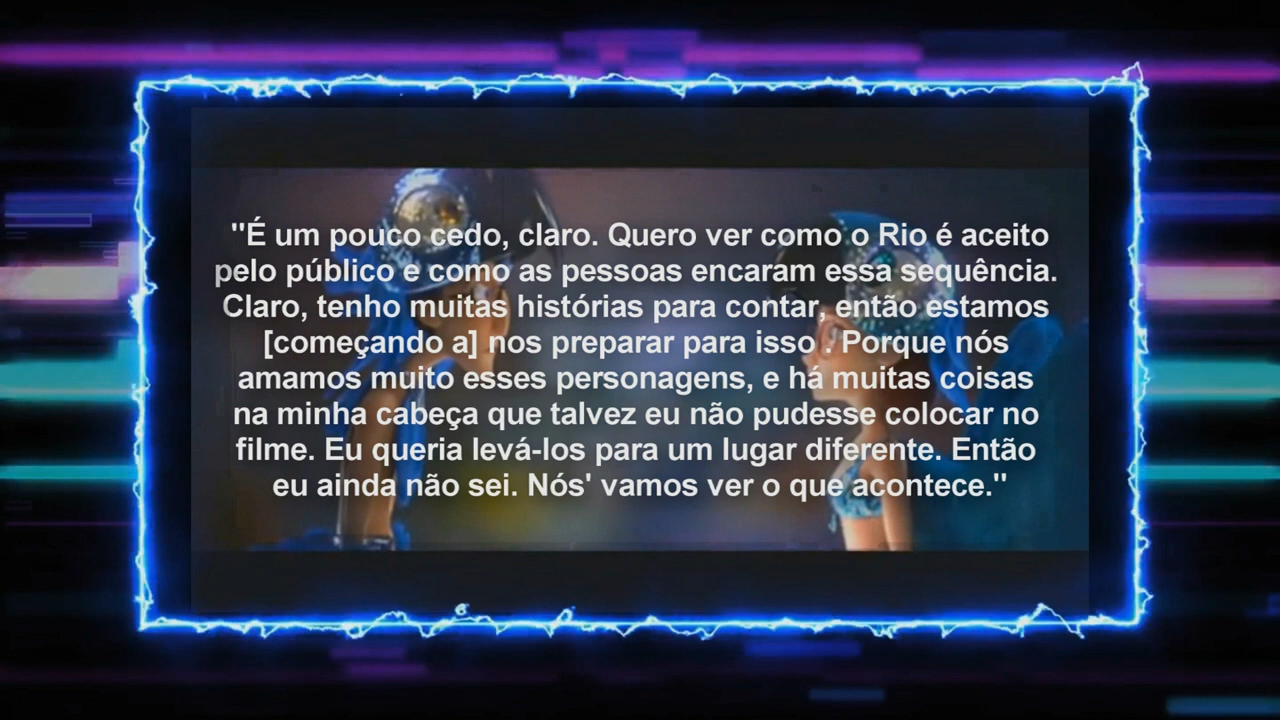 "É um pouco cedo, claro. Quero ver como o Rio é aceito
pelo público e como as pessoas encaram essa sequência.
Claro, tenho muitas histórias para contar, então estamos
[começando a] nos preparar para isso . Porque nós
amamos muito esses personagens, e há muitas coisas
na minha cabeça que talvez eu não pudesse colocar no
filme. Eu queria levá-los para um lugar diferente. Então
eu ainda não sei. Nós' vamos ver o que acontece."